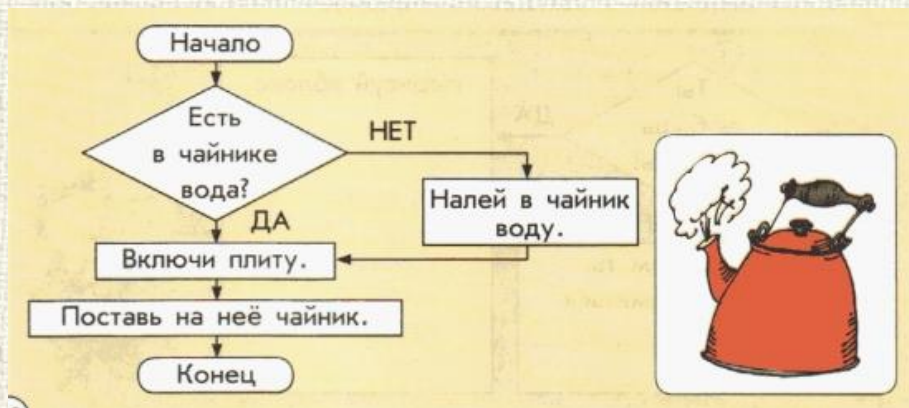 Начало
Есть
в чайнике
вода?
НЕТ
Налей в чайник
воду.
ДА
Включи плиту.
Поставь на неё чайник.
Конец